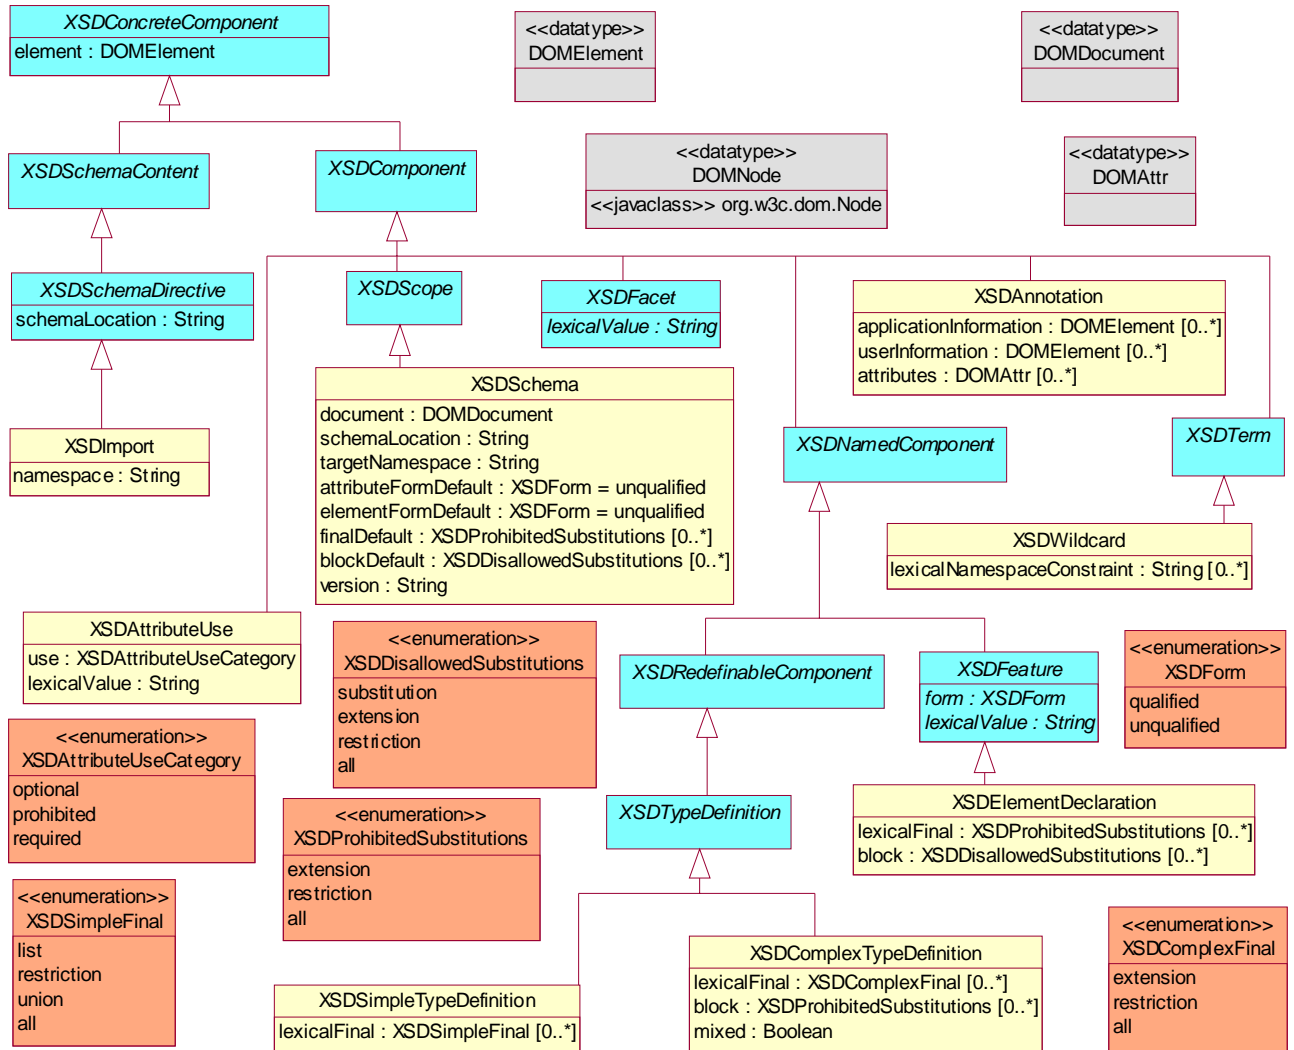 XSDConcreteComponent
element : DOMElement
<<datatype>>
DOMElement
<<datatype>>
DOMDocument
XSDSchemaContent
XSDComponent
<<datatype>>
DOMNode
<<javaclass>> org.w3c.dom.Node
<<datatype>>
DOMAttr
XSDSchemaDirective
schemaLocation : String
XSDScope
XSDFacet
lexicalValue : String
XSDAnnotation
applicationInformation : DOMElement [0..*]
userInformation : DOMElement [0..*]
attributes : DOMAttr [0..*]
XSDImport
namespace : String
XSDSchema
document : DOMDocument
schemaLocation : String
targetNamespace : String
attributeFormDefault : XSDForm = unqualified
elementFormDefault : XSDForm = unqualified
finalDefault : XSDProhibitedSubstitutions [0..*]
blockDefault : XSDDisallowedSubstitutions [0..*]
version : String
XSDNamedComponent
XSDTerm
XSDWildcard
lexicalNamespaceConstraint : String [0..*]
XSDAttributeUse
use : XSDAttributeUseCategory
lexicalValue : String
<<enumeration>>
XSDDisallowedSubstitutions
substitution
extension
restriction
all
XSDRedefinableComponent
XSDFeature
form : XSDForm
lexicalValue : String
<<enumeration>>
XSDForm
qualified
unqualified
<<enumeration>>
XSDAttributeUseCategory
optional
prohibited
required
<<enumeration>>
XSDProhibitedSubstitutions
extension
restriction
all
XSDTypeDefinition
XSDElementDeclaration
lexicalFinal : XSDProhibitedSubstitutions [0..*]
block : XSDDisallowedSubstitutions [0..*]
<<enumeration>>
XSDSimpleFinal
list
restriction
union
all
XSDSimpleTypeDefinition
lexicalFinal : XSDSimpleFinal [0..*]
XSDComplexTypeDefinition
lexicalFinal : XSDComplexFinal [0..*]
block : XSDProhibitedSubstitutions [0..*]
mixed : Boolean
<<enumeration>>
XSDComplexFinal
extension
restriction
all